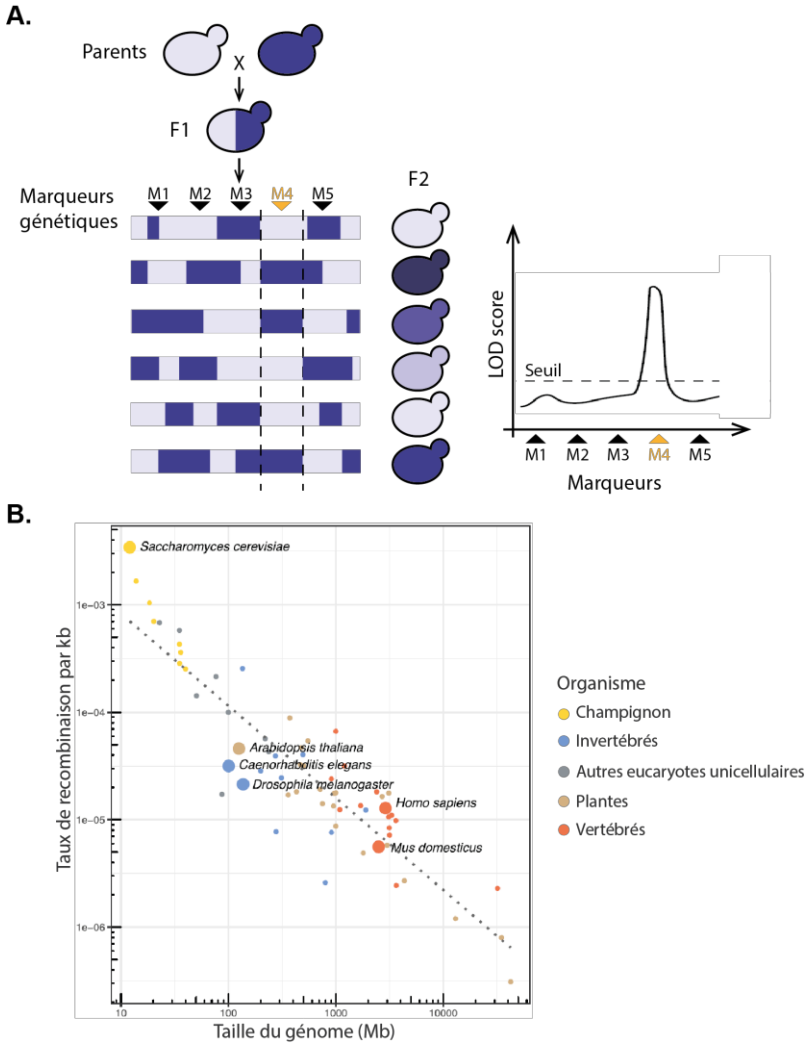 A.
Parents
X
F1
Marqueurs
génétiques
M1 M2 M3 M4 M5
F2
LOD score
Seuil
M1 M2 M3 M4 M5
Marqueurs
B.
Taux de recombinaison par kb
1e-03
1e-04
1e-05
1e-06
Saccharomyces cerevisiae
Arabidopsis thaliana
Caenorhabditis elegans
Drosophila melanogaster
Homo sapiens
Mus domesticus
10 100 1000 10000
Taille du génome (Mb)
Organisme
Champignon
Invertébrés
Autres eucaryotes unicellulaires
Plantes
Vertébrés